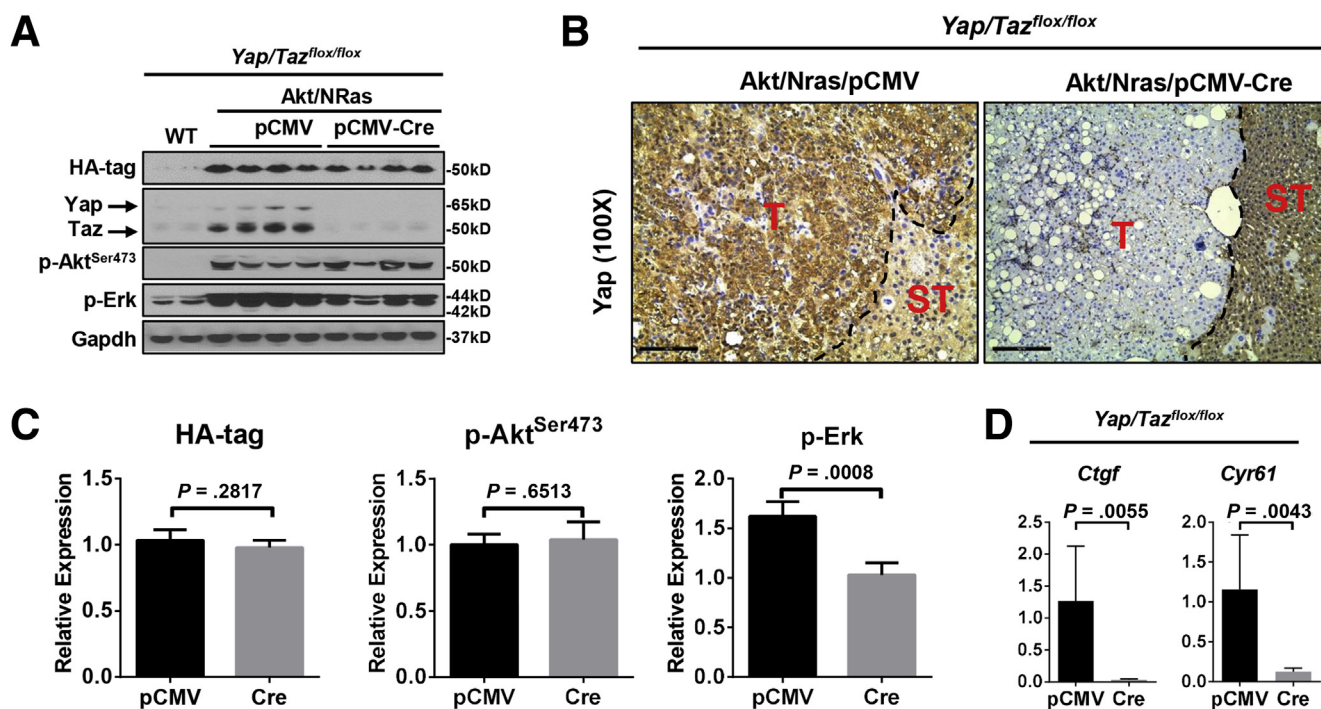 A
Yap/Taz^flox/flox
Akt/NRas
WT pCMV pCMV-Cre
HA-tag -50kD
Yap -65kD
Taz -50kD
p-Akt^Ser473 -50kD
p-Erk -44kD
-42kD
Gapdh -37kD
B
Yap/Taz^flox/flox
Akt/Nras/pCMV Akt/Nras/pCMV-Cre
Yap (100X)
T
ST
T
ST
C
HA-tag
Relative Expression
1.5
1.0
0.5
0.0
P = .2817
pCMV Cre
p-Akt^Ser473
Relative Expression
1.5
1.0
0.5
0.0
P = .6513
pCMV Cre
p-Erk
Relative Expression
2.0
1.5
1.0
0.5
0.0
P = .0008
pCMV Cre
D
Yap/Taz^flox/flox
Ctgf
P = .0055
2.5
2.0
1.5
1.0
0.5
0.0
pCMV Cre
Cyr61
P = .0043
2.0
1.5
1.0
0.5
0.0
pCMV Cre